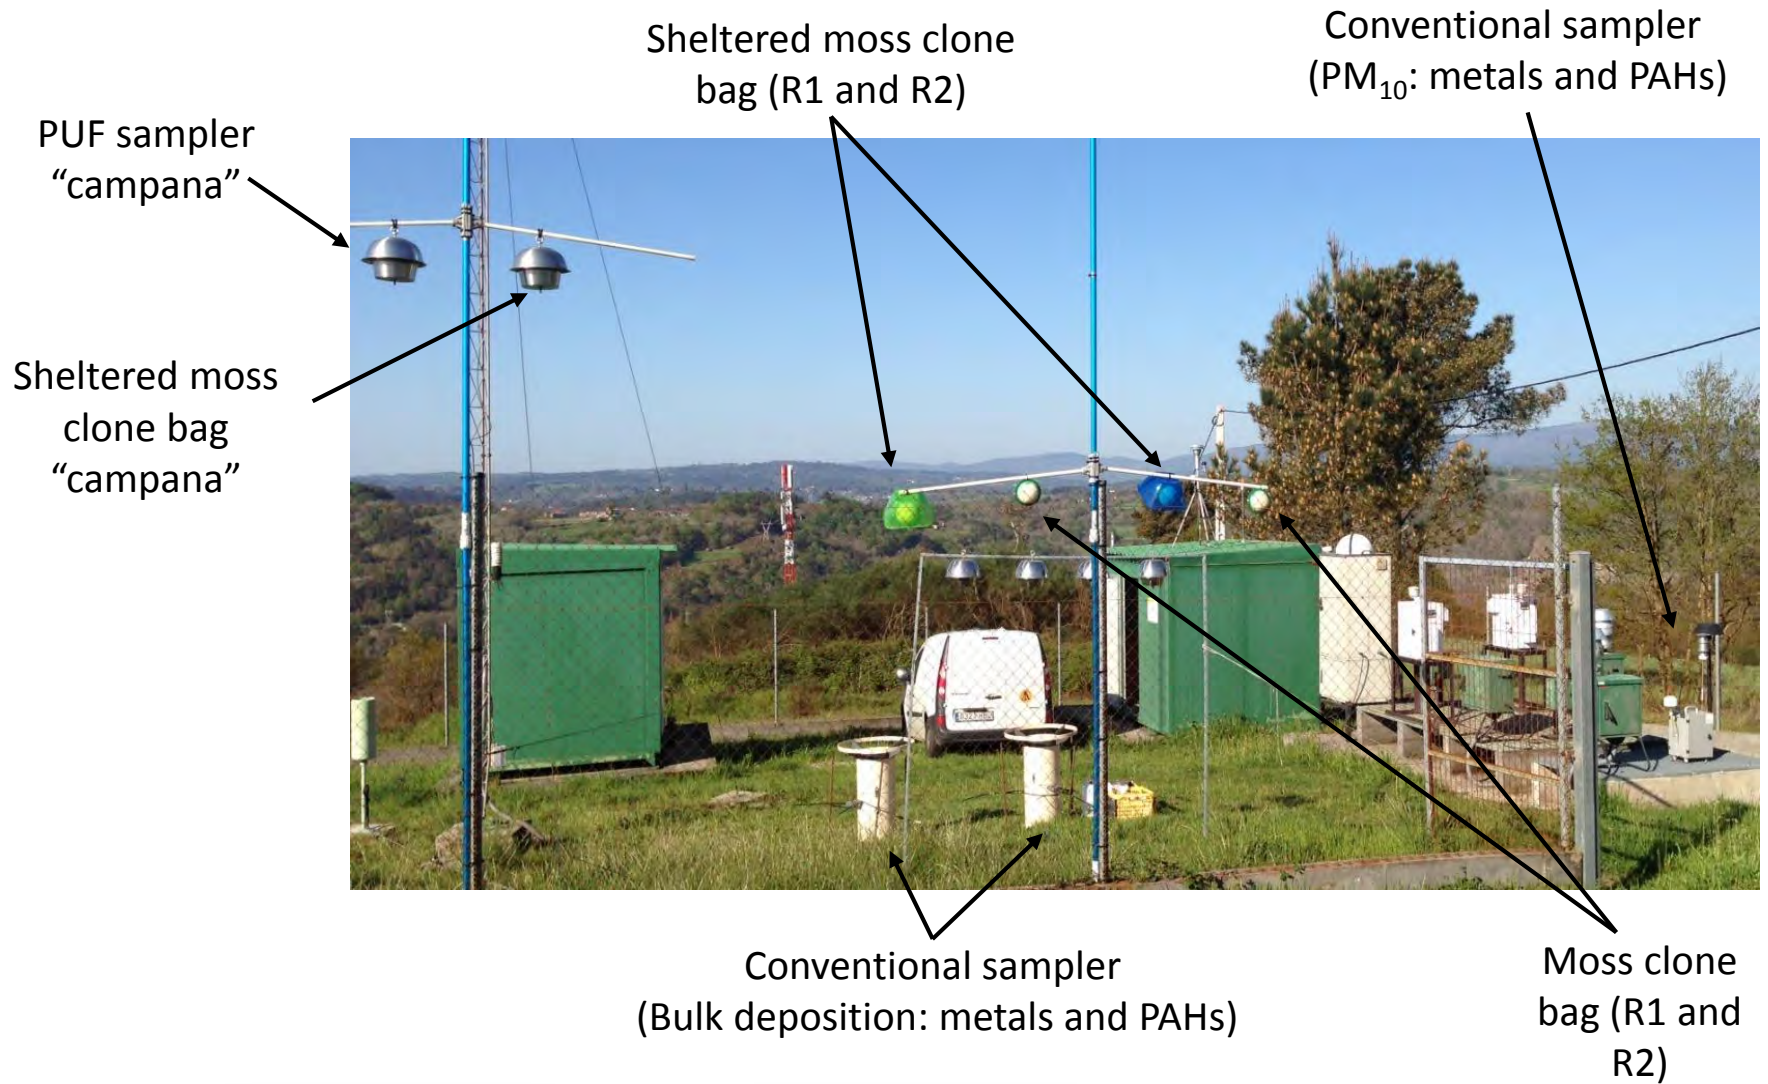 Sheltered moss clone
bag (R1 and R2)
Conventional sampler
(PM₁₀: metals and PAHs)
PUF sampler
“campana”
Sheltered moss
clone bag
“campana”
Conventional sampler
(Bulk deposition: metals and PAHs)
Moss clone
bag (R1 and
R2)